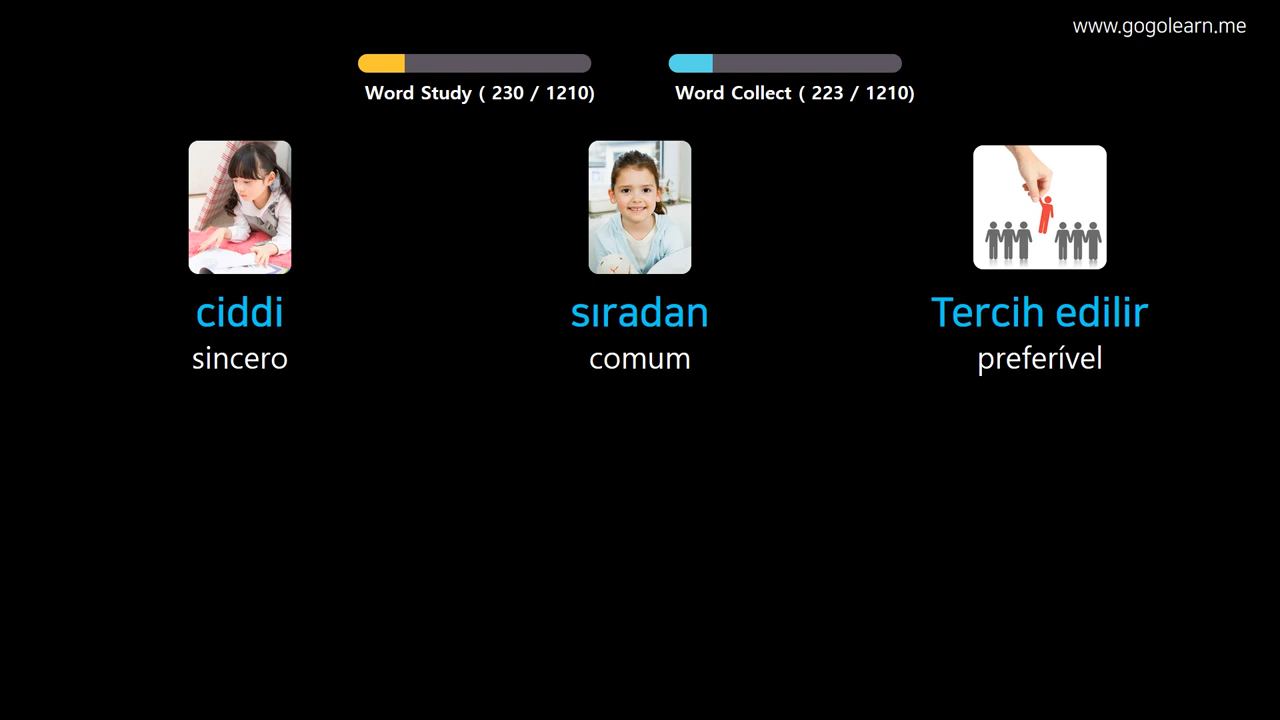 www.gogolearn.me
Word Study ( 230 / 1210)
Word Collect ( 223 / 1210)
ciddi
sincero
sıradan
comum
Tercih edilir
preferível